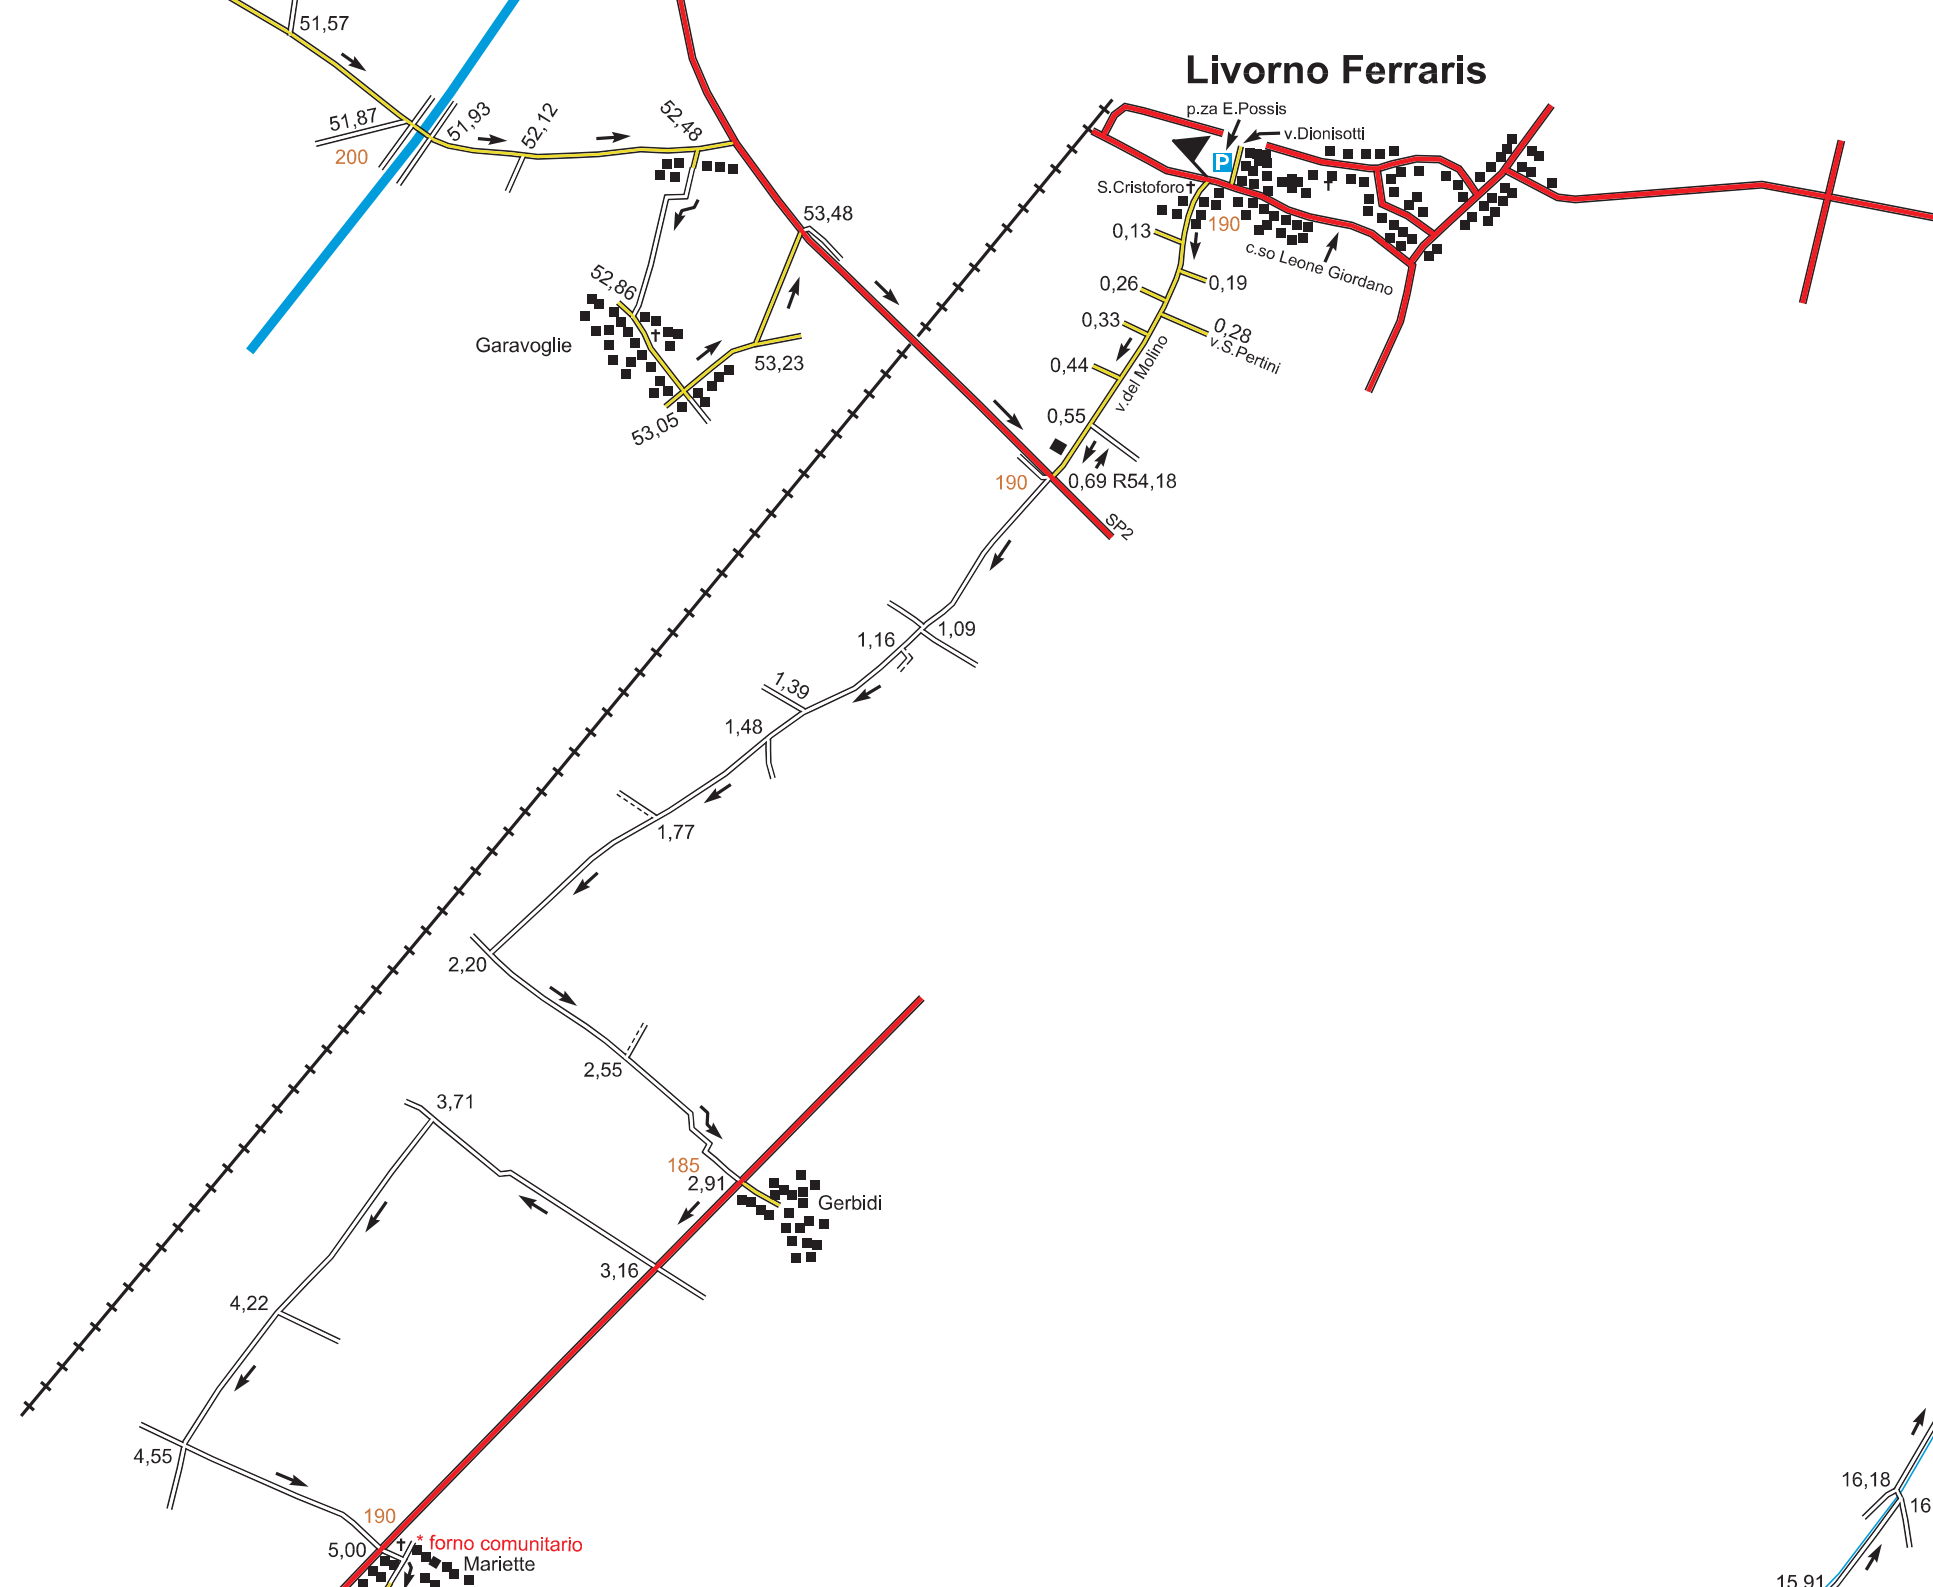 51,57
Livorno Ferraris
p.za E.Possis
v.Dionisotti
51,87
51,93
52,12
52,48
200
P
S.Cristoforo
190
53,48
0,13
c.so Leone Giordano
0,26
0,19
52,86
0,33
0,28
v.S.Pertini
Garavoglie
53,23
0,44
v.del Molino
53,05
0,55
190
0,69 R54,18
SP2
1,16
1,09
1,39
1,48
1,77
2,20
2,55
3,71
185
2,91
Gerbidi
3,16
4,22
4,55
16,18
16
190
5,00
* forno comunitario
Mariette
15,91